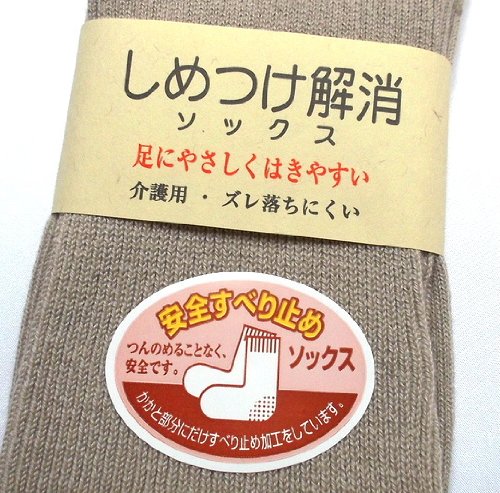 しめつけ解消
ソックス
足にやさしくはきやすい
介護用・ズレ落ちにくい
安全すべり止め
つんのめることなく、
安全です。
ソックス
かかと部分にだけすべり止め加工をしています。